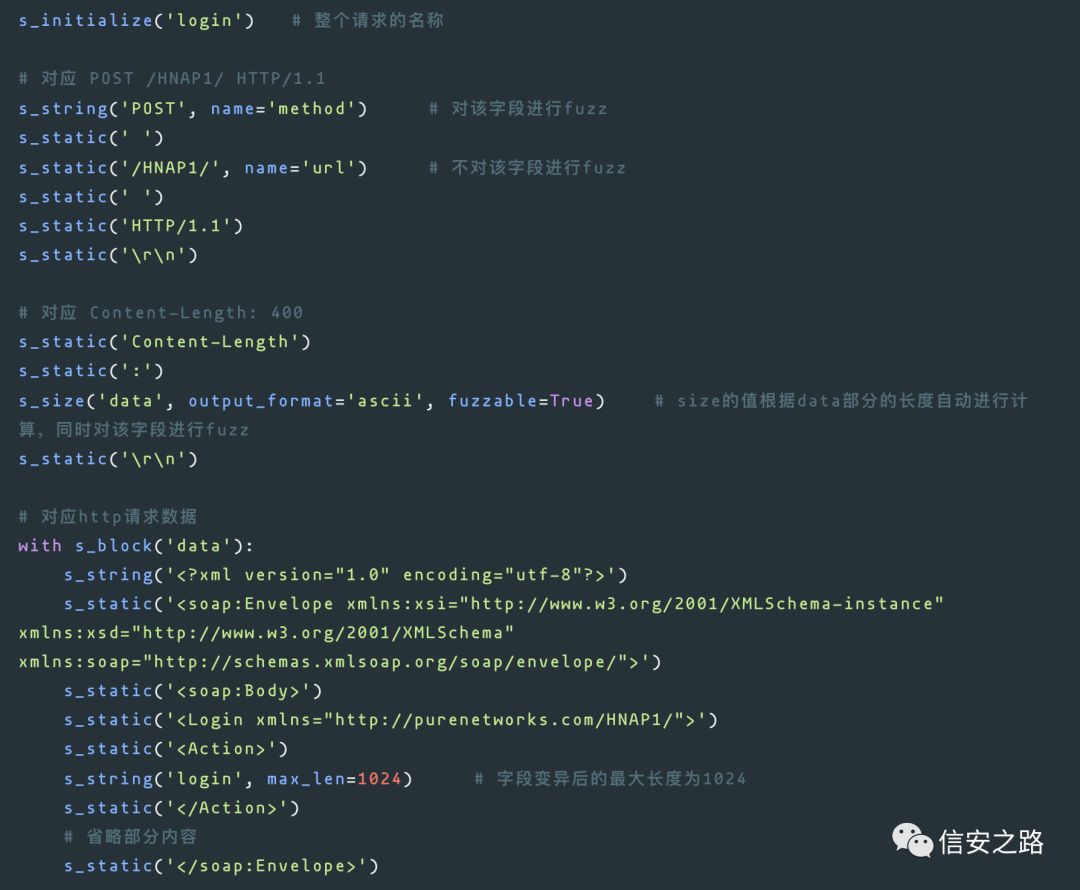 s_initialize('login')   # 整个请求的名称
# 对应 POST /HNAP1/ HTTP/1.1
s_string('POST', name='method')     # 对该字段进行fuzz
s_static(' ')
s_static('/HNAP1/', name='url')     # 不对该字段进行fuzz
s_static(' ')
s_static('HTTP/1.1')
s_static('\r\n')
# 对应 Content-Length: 400
s_static('Content-Length')
s_static(':')
s_size('data', output_format='ascii', fuzzable=True)    # size的值根据data部分的长度自动进行计
算，同时对该字段进行fuzz
s_static('\r\n')
# 对应http请求数据
with s_block('data'):
    s_string('<?xml version="1.0" encoding="utf-8"?>')
    s_static('<soap:Envelope xmlns:xsi="http://www.w3.org/2001/XMLSchema-instance"
xmlns:xsd="http://www.w3.org/2001/XMLSchema"
xmlns:soap="http://schemas.xmlsoap.org/soap/envelope/">')
    s_static('<soap:Body>')
    s_static('<Login xmlns="http://purenetworks.com/HNAP1/">')
    s_static('<Action>')
    s_string('login', max_len=1024)     # 字段变异后的最大长度为1024
    s_static('</Action>')
    # 省略部分内容
    s_static('</soap:Envelope>')
信安之路